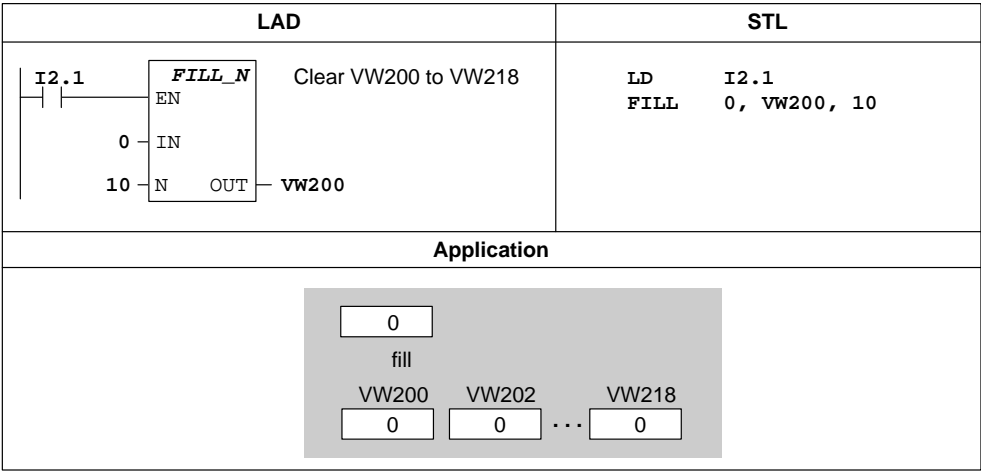 LAD STL
I2.1 FILL_N Clear VW200 to VW218 LD I2.1
EN FILL 0, VW200, 10
0 IN
10 N OUT VW200
Application
0
fill
VW200 VW202 VW218
0 0 ... 0